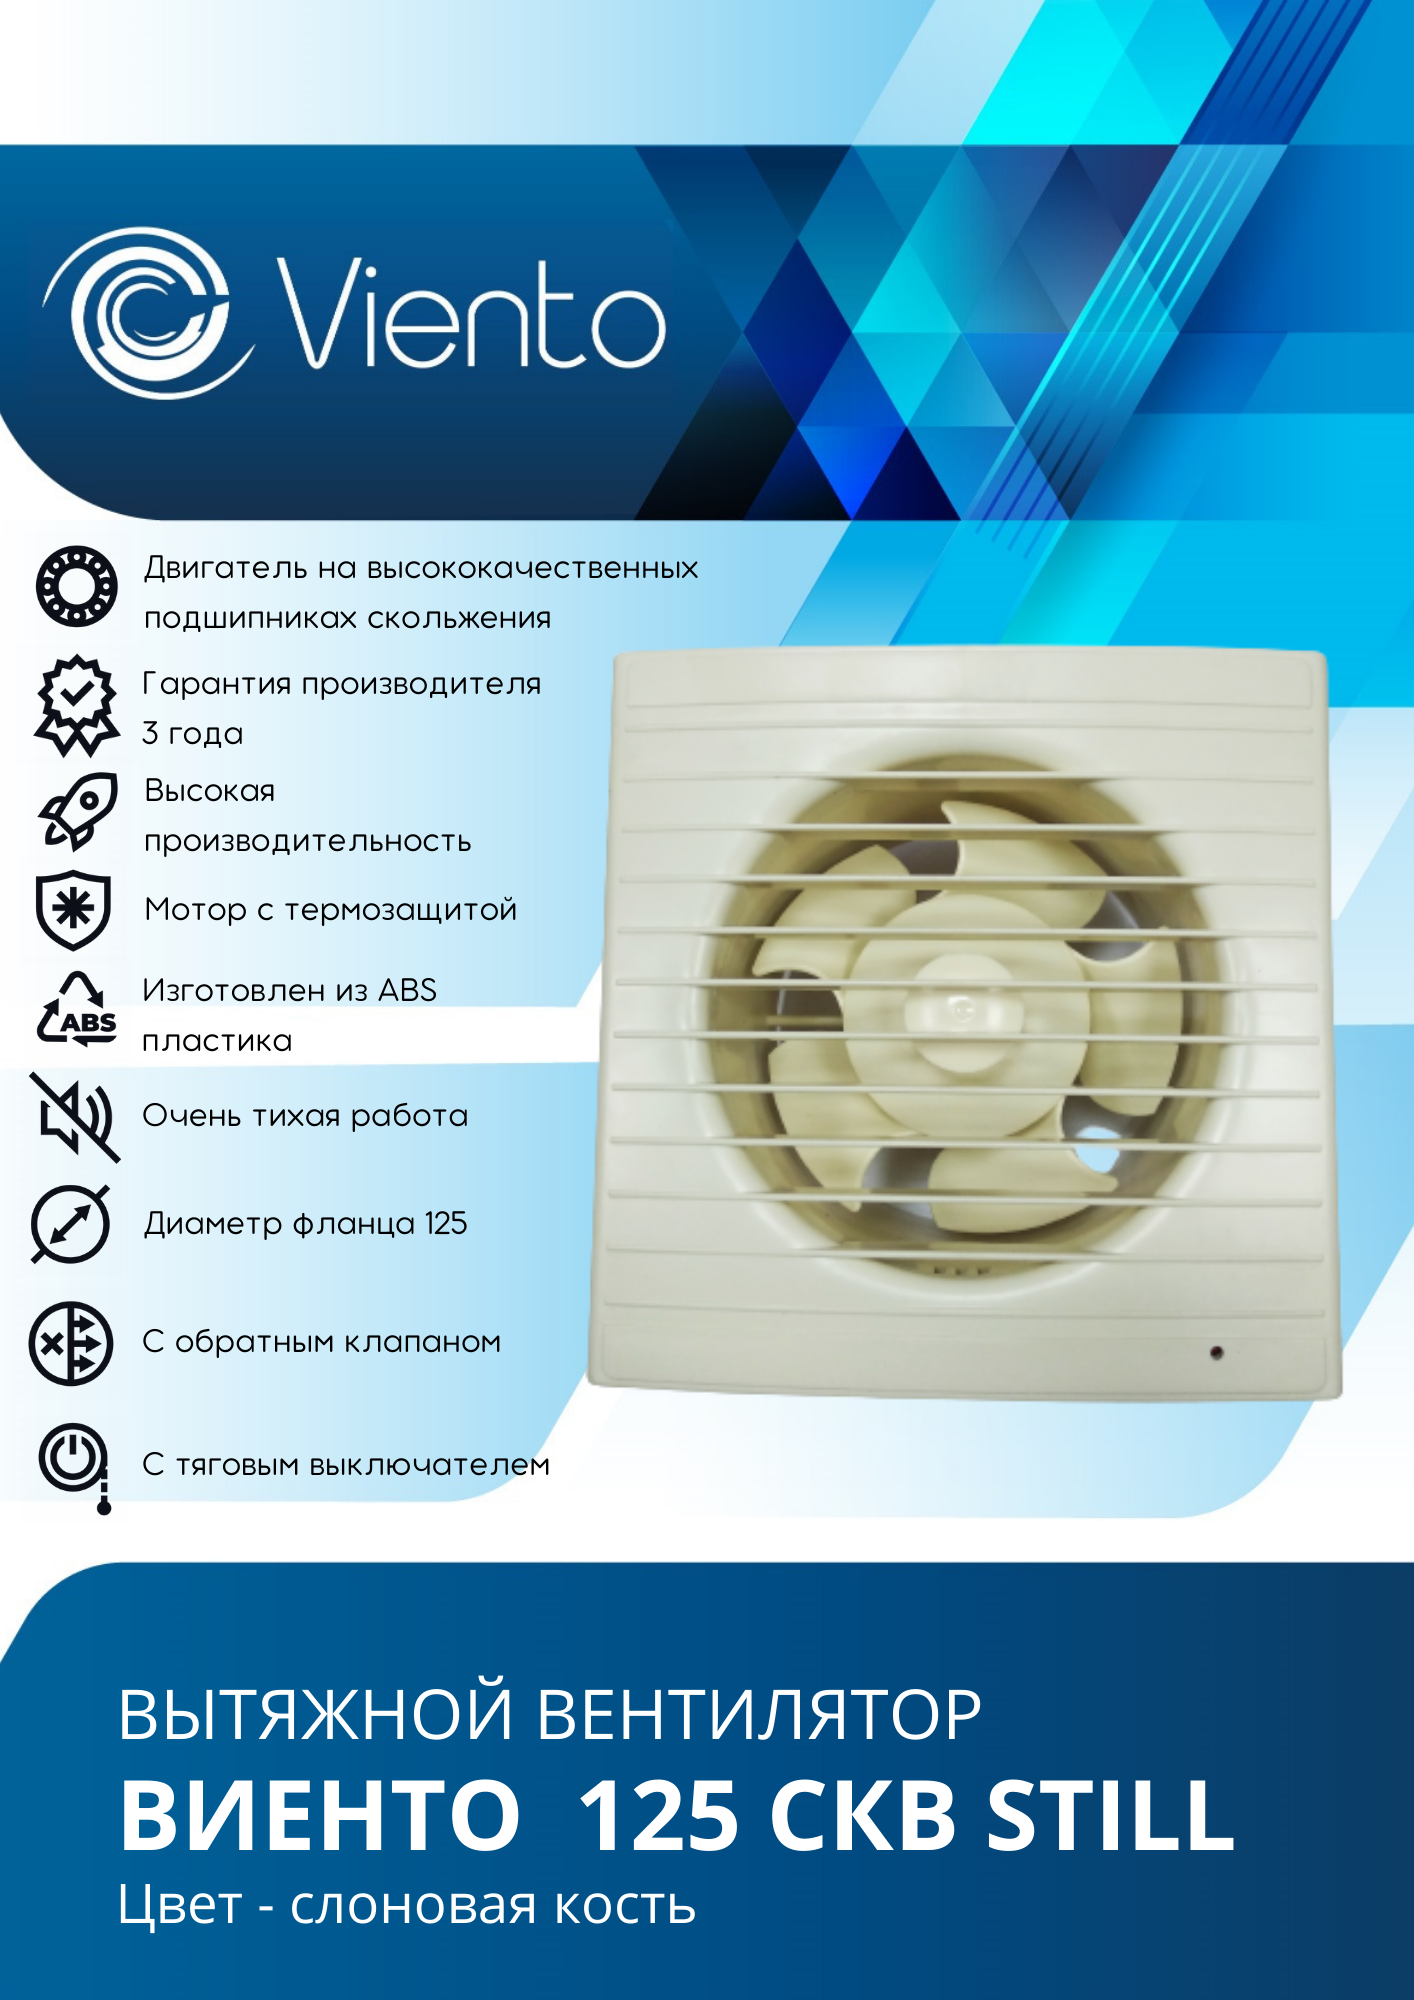 Viento
Двигатель на высококачественных
подшипниках скольжения
Гарантия производителя
3 года
Высокая
производительность
Мотор с термозащитой
Изготовлен из ABS
пластика
ABS
Очень тихая работа
Диаметр фланца 125
С обратным клапаном
С тяговым выключателем
ВЫТЯЖНОЙ ВЕНТИЛЯТОР
ВИЕНТО 125 СКВ STILL
Цвет - слоновая кость